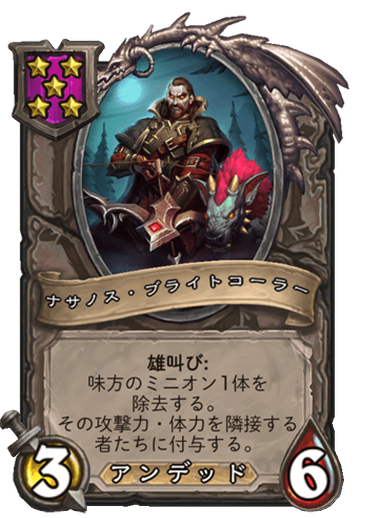 ナサノス・ブライトコーラー
雄叫び:
味方のミニオン1体を
除去する。
その攻撃力・体力を隣接する
者たちに付与する。
3
アンデッド
6